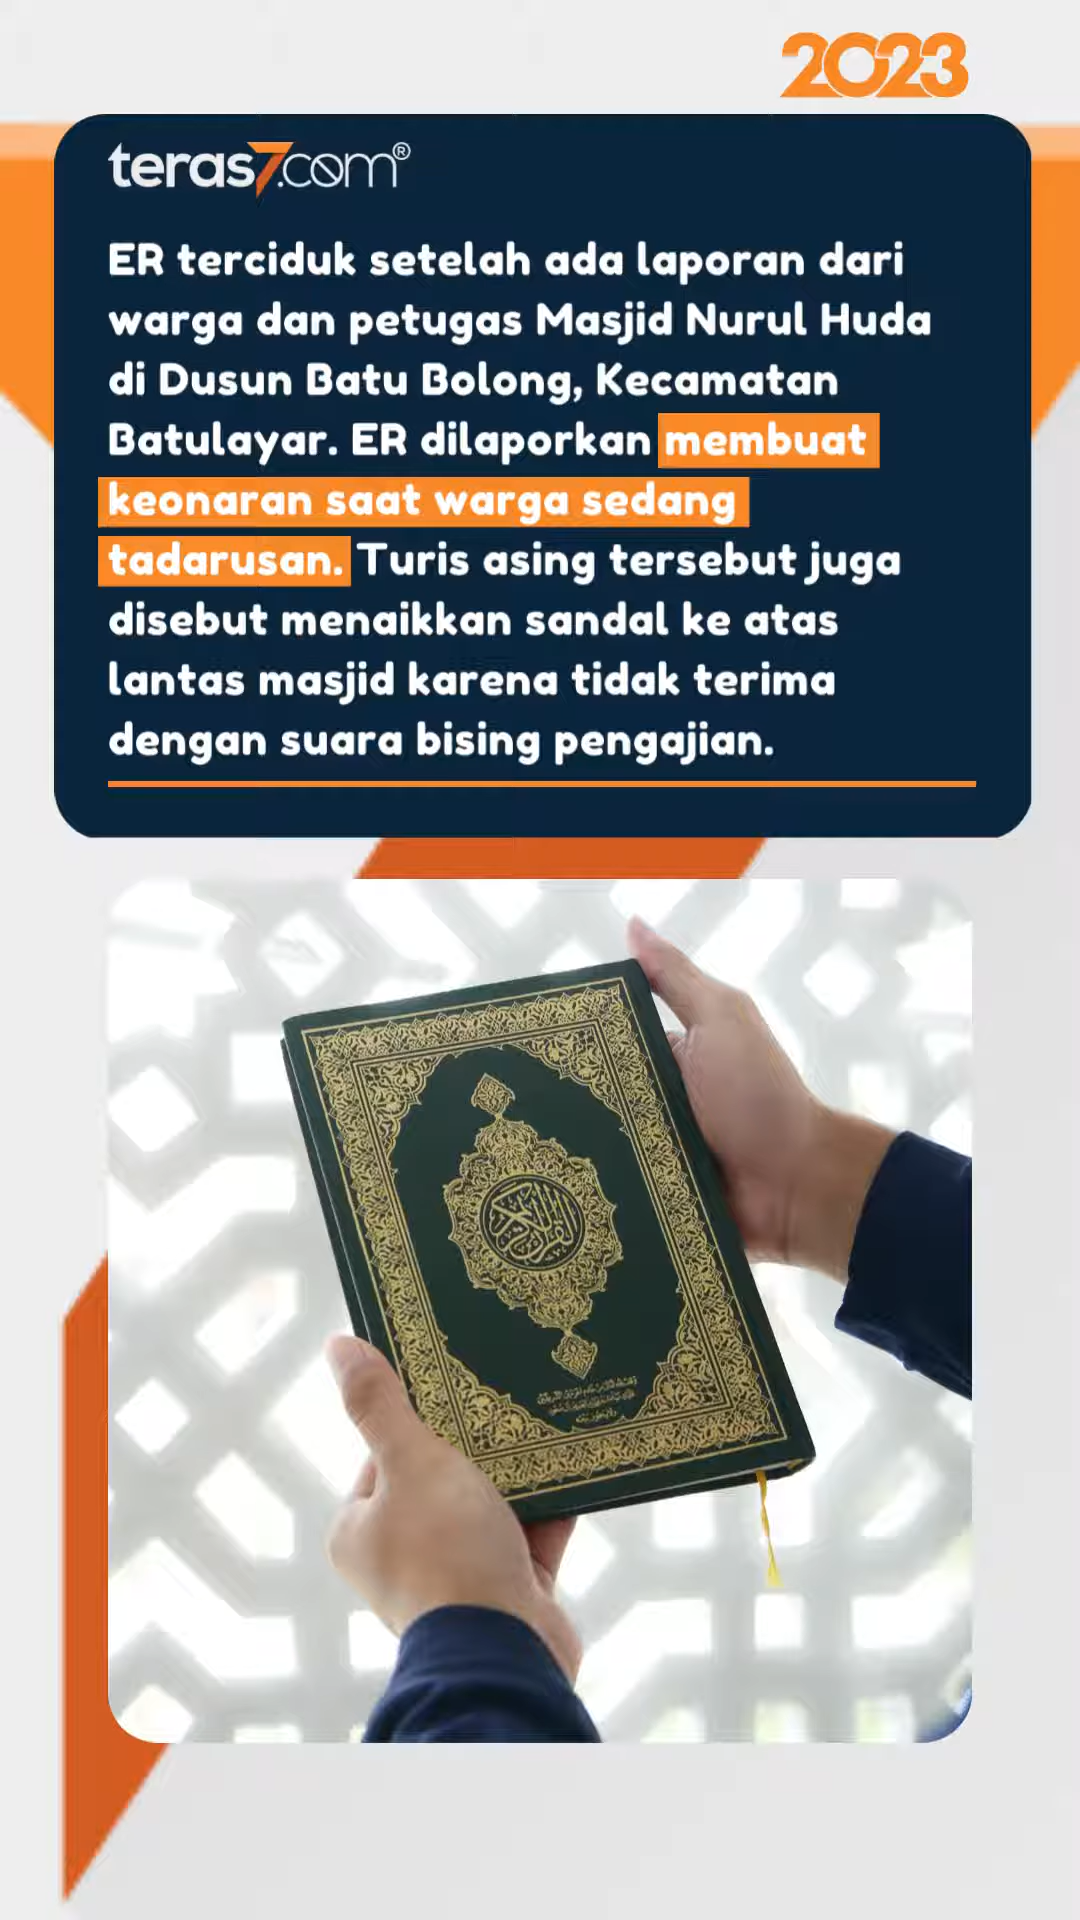 2023
teras7.com®
ER terciduk setelah ada laporan dari
warga dan petugas Masjid Nurul Huda
di Dusun Batu Bolong, Kecamatan
Batulayar. ER dilaporkan membuat
keonaran saat warga sedang
tadarusan. Turis asing tersebut juga
disebut menaikkan sandal ke atas
lantas masjid karena tidak terima
dengan suara bising pengajian.
القرآن الكريم